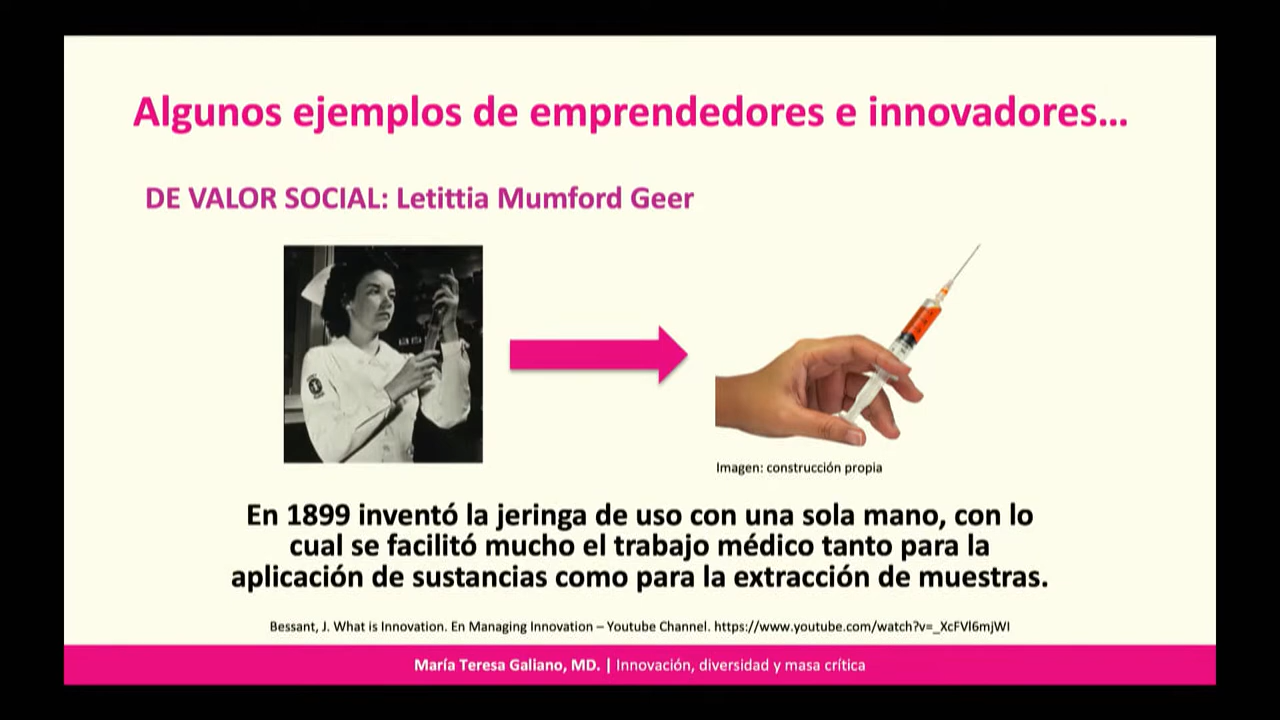 Algunos ejemplos de emprendedores e innovadores...
DE VALOR SOCIAL: Letittia Mumford Geer
Imagen: construcción propia
En 1899 inventó la jeringa de uso con una sola mano, con lo
cual se facilitó mucho el trabajo médico tanto para la
aplicación de sustancias como para la extracción de muestras.
Bessant, J. What is Innovation. En Managing Innovation – Youtube Channel. https://www.youtube.com/watch?v=_XcFVl6mjWI
María Teresa Galiano, MD. | Innovación, diversidad y masa crítica